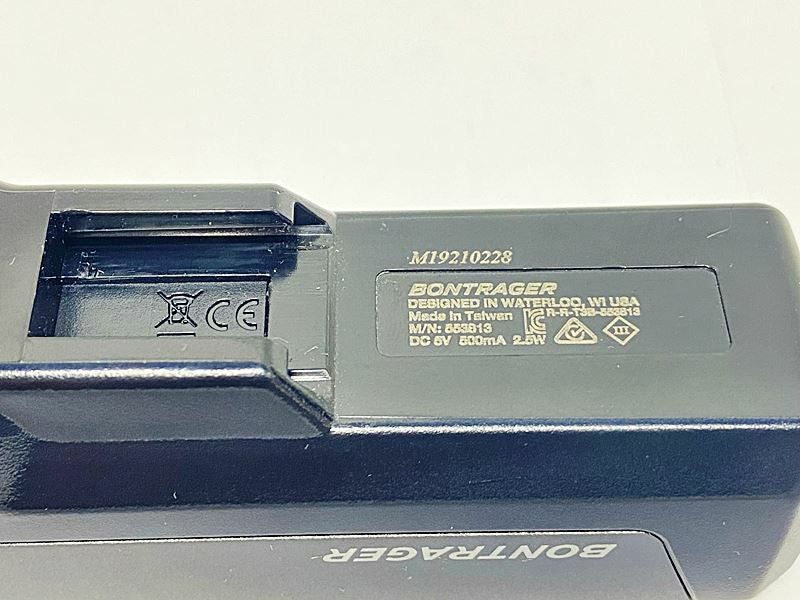 M19210228
BONTRAGER
DESIGNED IN WATERLOO, WI USA
Made in Taiwan R-R-T3B-553813
M/N: 553813
DC 5V 500mA 2.5W
III
CE
BONTRAGER